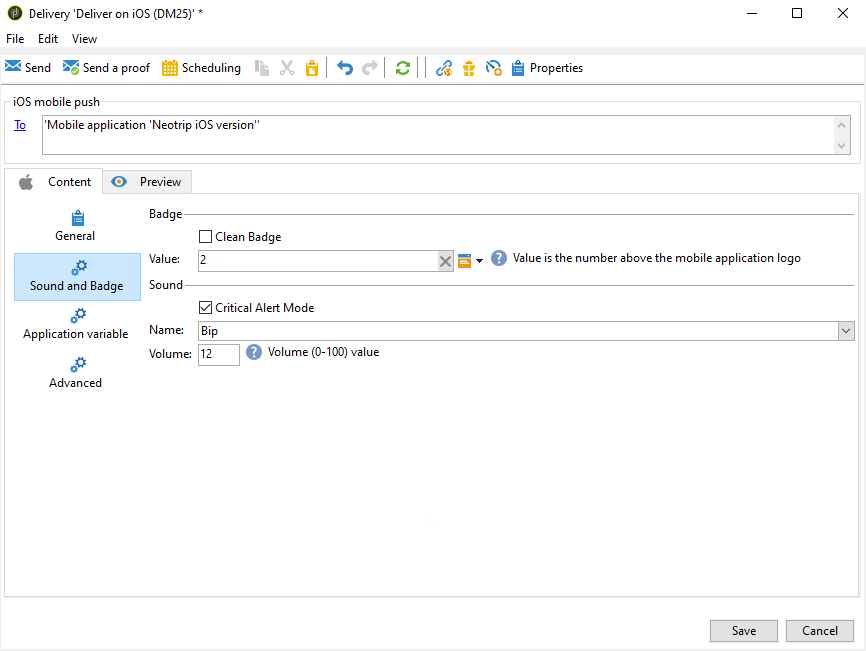 Delivery 'Deliver on iOS (DM25)' *
File Edit View
Send Send a proof Scheduling Properties
iOS mobile push
To 'Mobile application 'Neotrip iOS version''
Content Preview
General
Sound and Badge
Application variable
Advanced
Badge
Clean Badge
Value: 2 Value is the number above the mobile application logo
Sound
Critical Alert Mode
Name: Bip
Volume: 12 Volume (0-100) value
Save Cancel